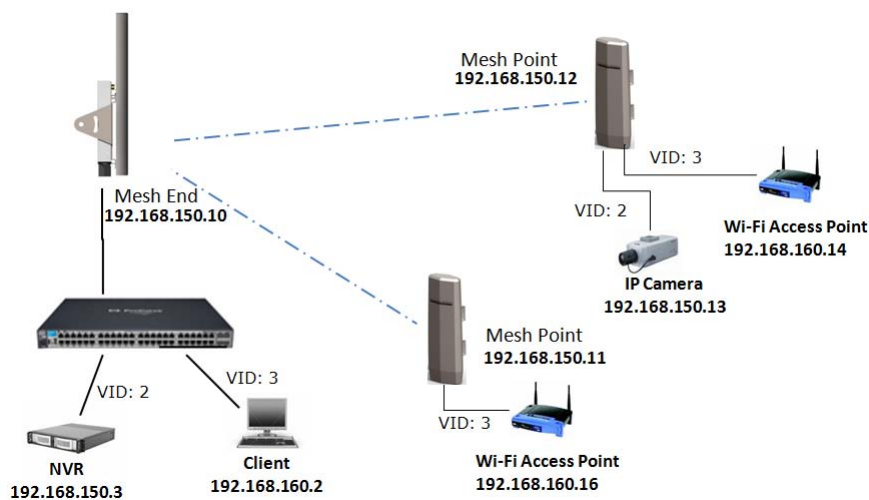 Mesh Point
192.168.150.12
VID: 3
Mesh End
192.168.150.10
VID: 2
Wi-Fi Access Point
192.168.160.14
IP Camera
192.168.150.13
Mesh Point
192.168.150.11
VID: 2
VID: 3
VID: 3
NVR
192.168.150.3
Client
192.168.160.2
Wi-Fi Access Point
192.168.160.16